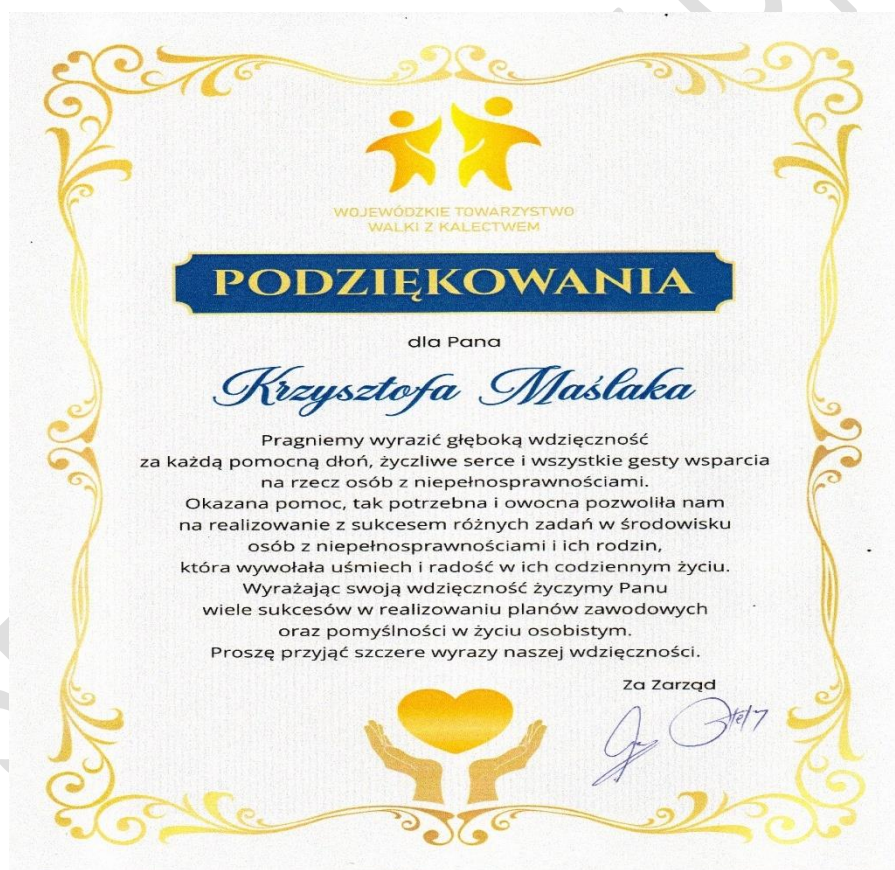 WOJEWÓDZKIE TOWARZYSTWO
WALKI Z KALECTWEM
PODZIĘKOWANIA
dla Pana
Krzysztofa Maślaka
Pragniemy wyrazić głęboką wdzięczność
za każdą pomocną dłoń, życzliwe serce i wszystkie gesty wsparcia
na rzecz osób z niepełnosprawnościami.
Okazana pomoc, tak potrzebna i owocna pozwoliła nam
na realizowanie z sukcesem różnych zadań w środowisku
osób z niepełnosprawnościami i ich rodzin,
która wywołała uśmiech i radość w ich codziennym życiu.
Wyrażając swoją wdzięczność życzymy Panu
wiele sukcesów w realizowaniu planów zawodowych
oraz pomyślności w życiu osobistym.
Proszę przyjąć szczere wyrazy naszej wdzięczności.
Za Zarząd